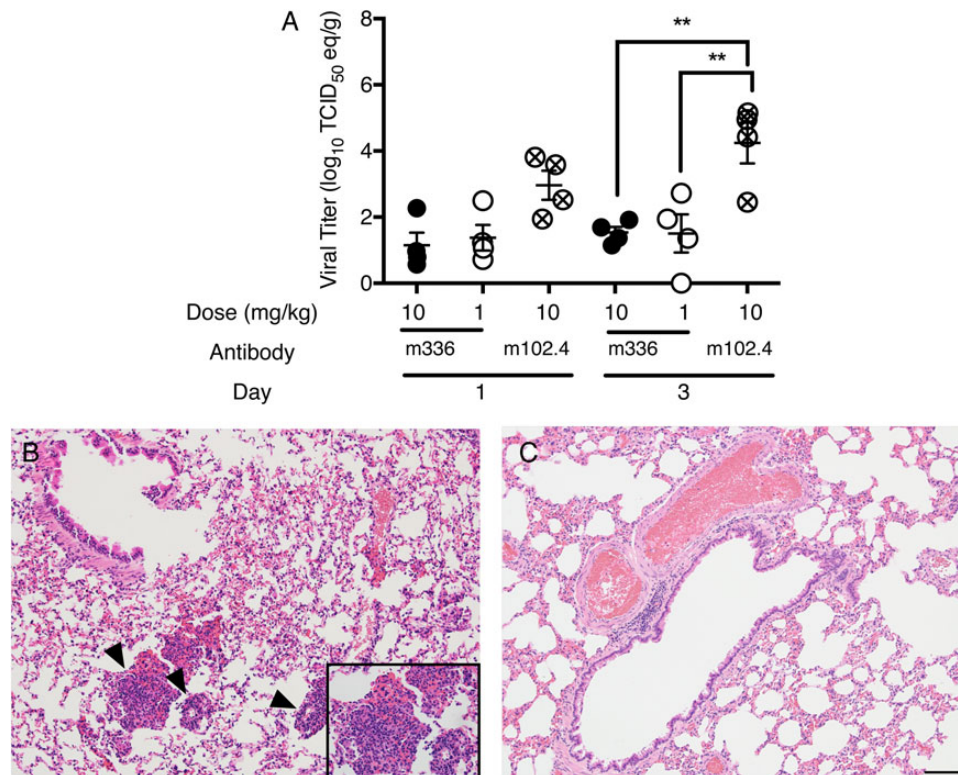 A
8
**
6
**
4
2
0
Viral Titer (log10 TCID50 eq/g)
Dose (mg/kg) 10 1 10 10 1 10
Antibody m336 m102.4 m336 m102.4
Day 1 3
B
C